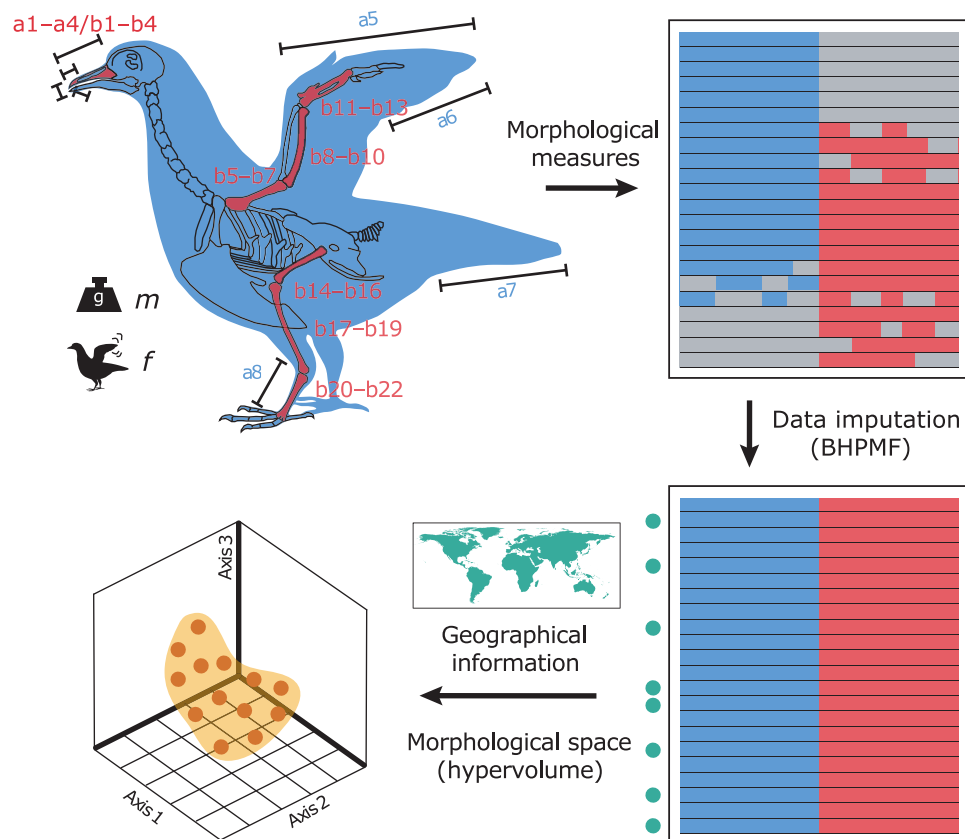 a1–a4/b1–b4
a5
b11–b13
a6
b8–b10
b5–b7
a7
b14–b16
g
m
b17–b19
f
a8
b20–b22
Morphological
measures
Data imputation
(BHPMF)
Geographical
information
Morphological space
(hypervolume)
Axis 3
Axis 1
Axis 2